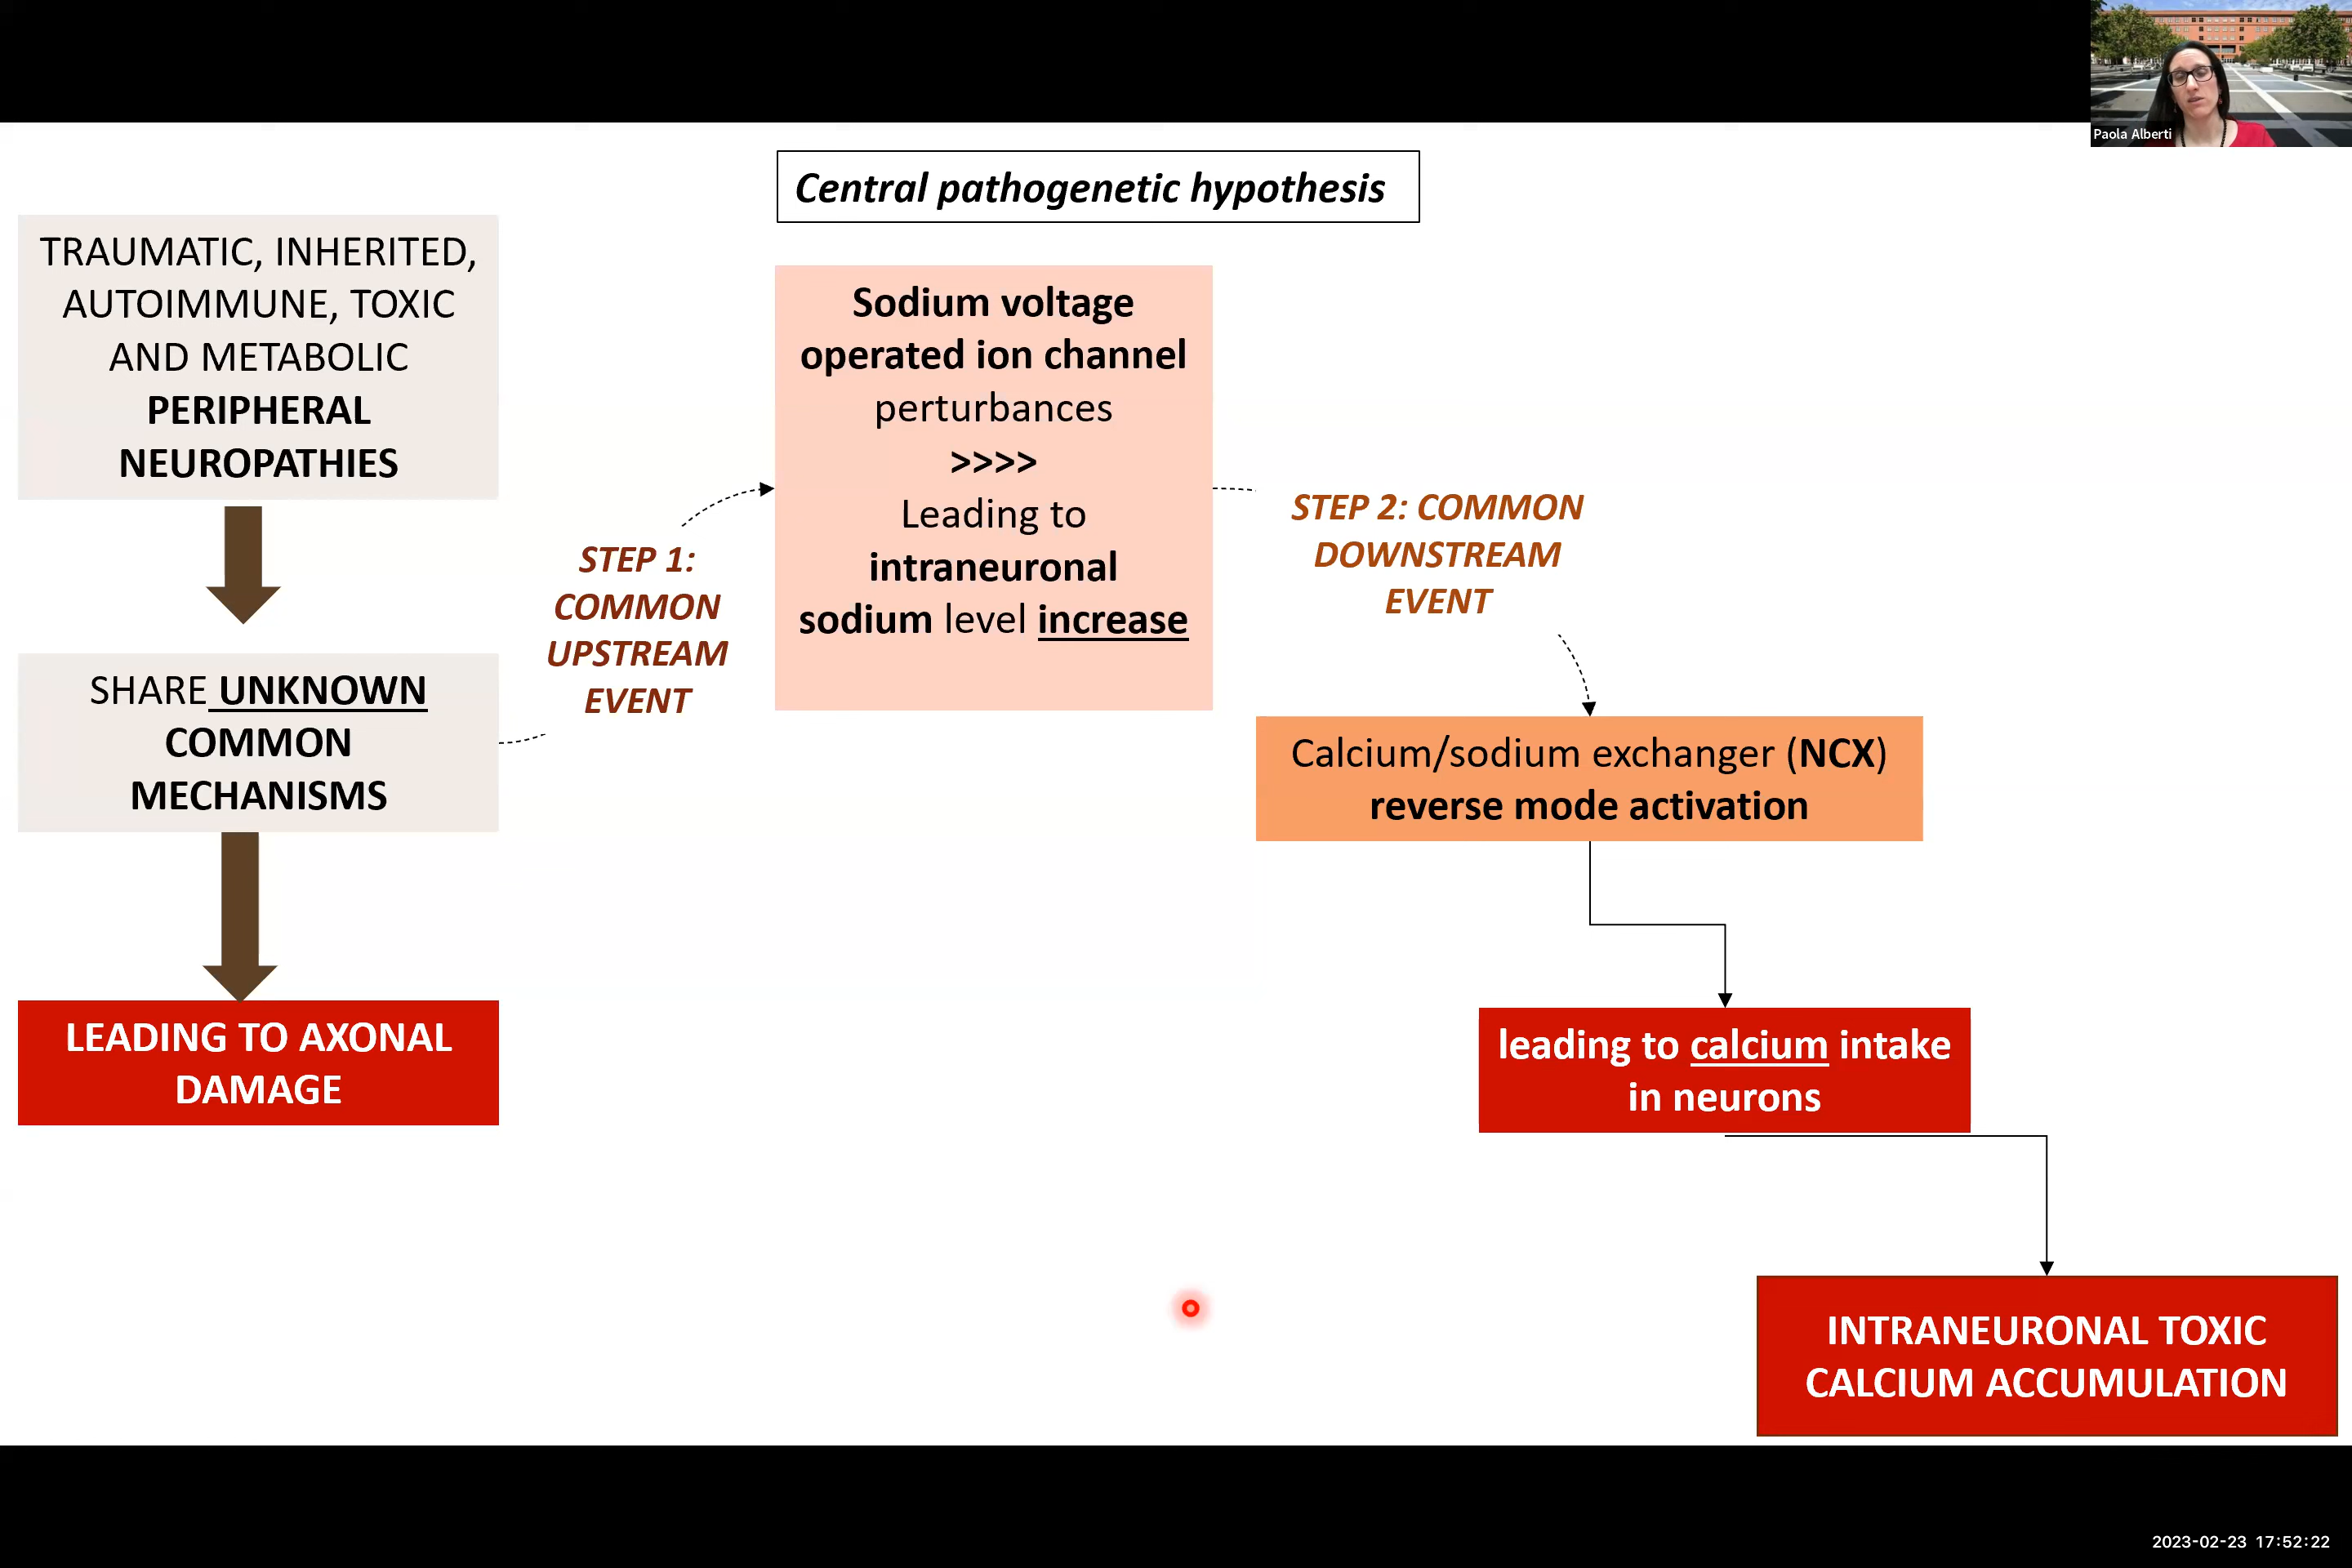 Paola Alberti
Central pathogenetic hypothesis
TRAUMATIC, INHERITED,
AUTOIMMUNE, TOXIC
AND METABOLIC
PERIPHERAL
NEUROPATHIES
SHARE UNKNOWN
COMMON
MECHANISMS
LEADING TO AXONAL
DAMAGE
STEP 1:
COMMON
UPSTREAM
EVENT
Sodium voltage
operated ion channel
perturbances
>>>>
Leading to
intraneuronal
sodium level increase
STEP 2: COMMON
DOWNSTREAM
EVENT
Calcium/sodium exchanger (NCX)
reverse mode activation
leading to calcium intake
in neurons
INTRANEURONAL TOXIC
CALCIUM ACCUMULATION
2023-02-23 17:52:22